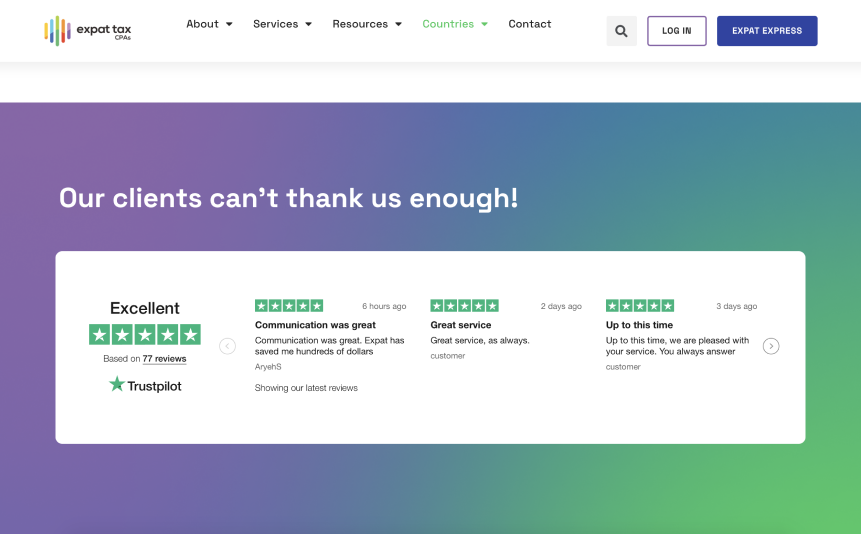 expat tax
CPAs
About
Services
Resources
Countries
Contact
LOG IN
EXPAT EXPRESS
Our clients can't thank us enough!
Excellent
Based on 77 reviews
Trustpilot
6 hours ago
Communication was great
Communication was great. Expat has
saved me hundreds of dollars
AryehS
2 days ago
Great service
Great service, as always.
customer
3 days ago
Up to this time
Up to this time, we are pleased with
your service. You always answer
customer
Showing our latest reviews